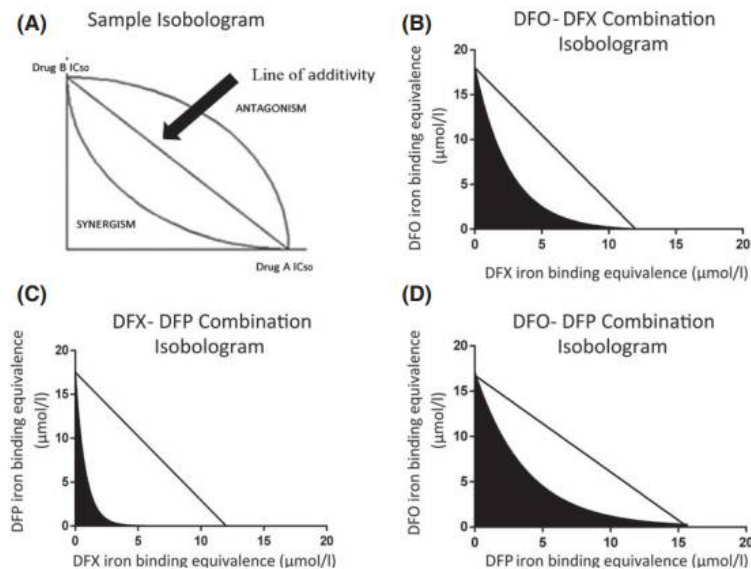 (A)
Sample Isobologram
Drug B IC50
Line of additivity
ANTAGONISM
SYNERGISM
Drug A IC50
(B)
DFO- DFX Combination
Isobologram
DFO iron binding equivalence
(µmol/l)
20
15
10
5
0
0 5 10 15 20
DFX iron binding equivalence (µmol/l)
(C)
DFX- DFP Combination
Isobologram
DFP iron binding equivalence
(µmol/l)
20
15
10
5
0
0 5 10 15 20
DFX iron binding equivalence (µmol/l)
(D)
DFO- DFP Combination
Isobologram
DFO iron binding equivalence
(µmol/l)
20
15
10
5
0
0 5 10 15 20
DFP iron binding equivalence (µmol/l)